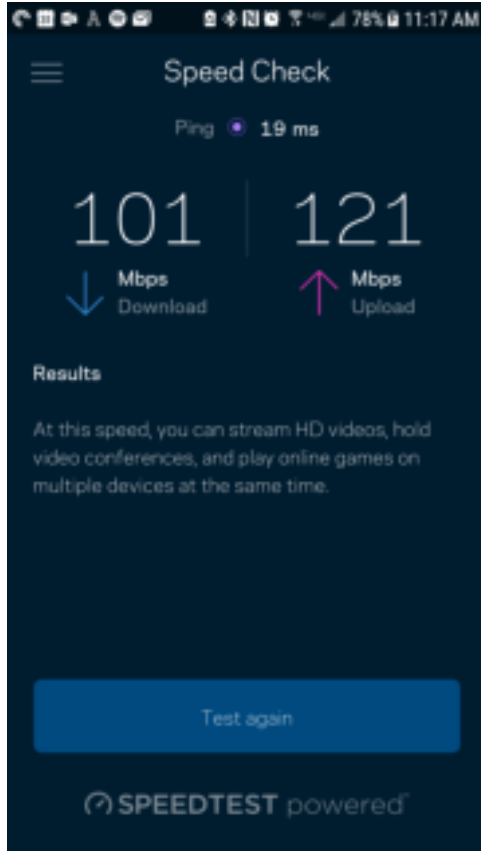 78% 11:17 AM
Speed Check
Ping 19 ms
101 121
Mbps Mbps
Download Upload
Results
At this speed, you can stream HD videos, hold
video conferences, and play online games on
multiple devices at the same time.
Test again
SPEEDTEST powered™